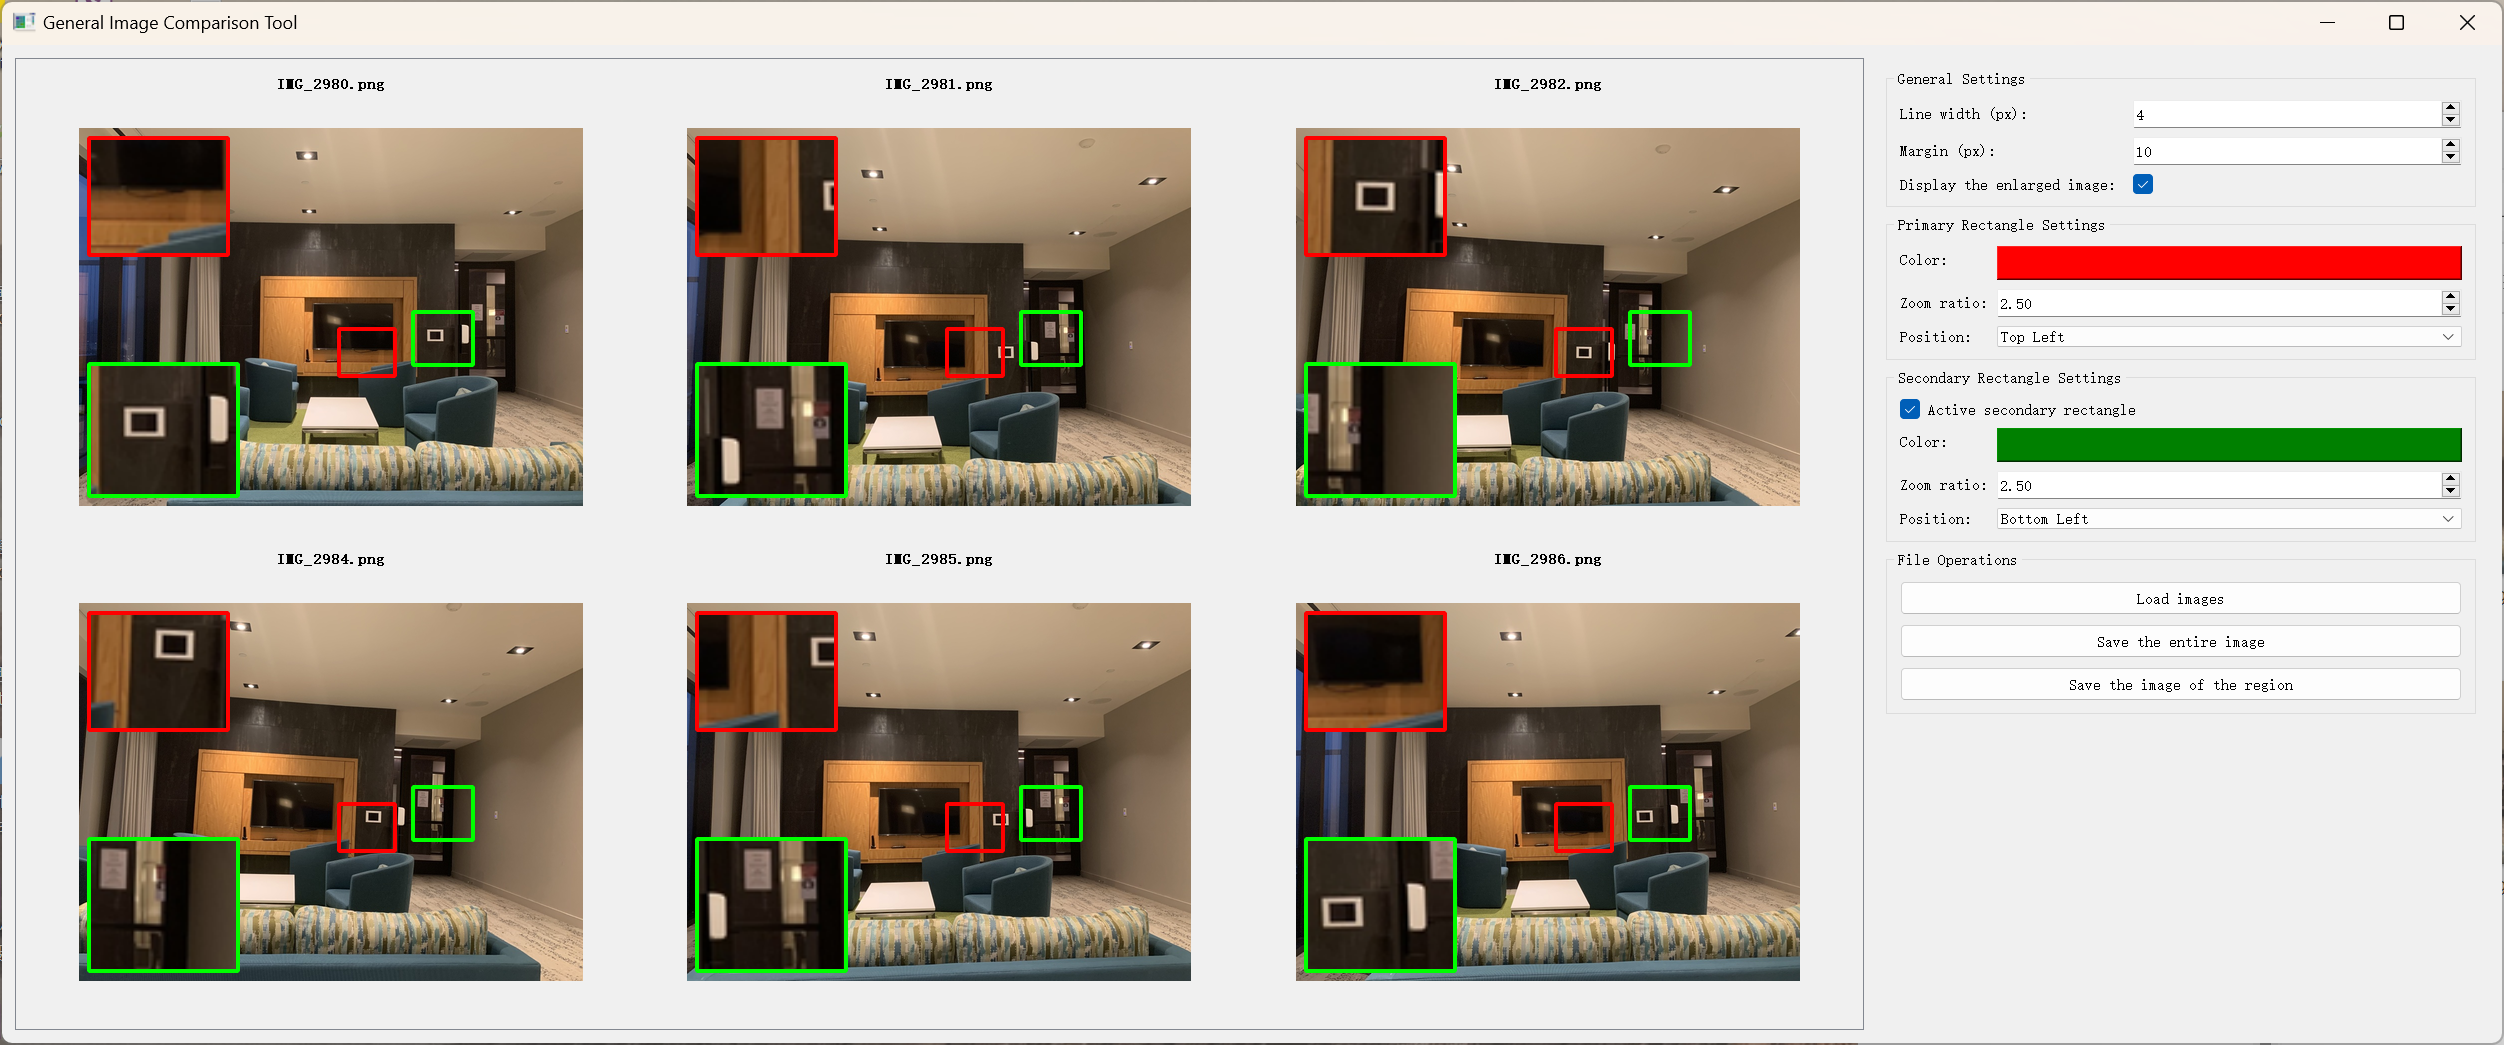 General Image Comparison Tool
IMG_2980.png
IMG_2981.png
IMG_2982.png
IMG_2984.png
IMG_2985.png
IMG_2986.png
General Settings
Line width (px):
4
Margin (px):
10
Display the enlarged image:
Primary Rectangle Settings
Color:
Zoom ratio:
2.50
Position:
Top Left
Secondary Rectangle Settings
Active secondary rectangle
Color:
Zoom ratio:
2.50
Position:
Bottom Left
File Operations
Load images
Save the entire image
Save the image of the region